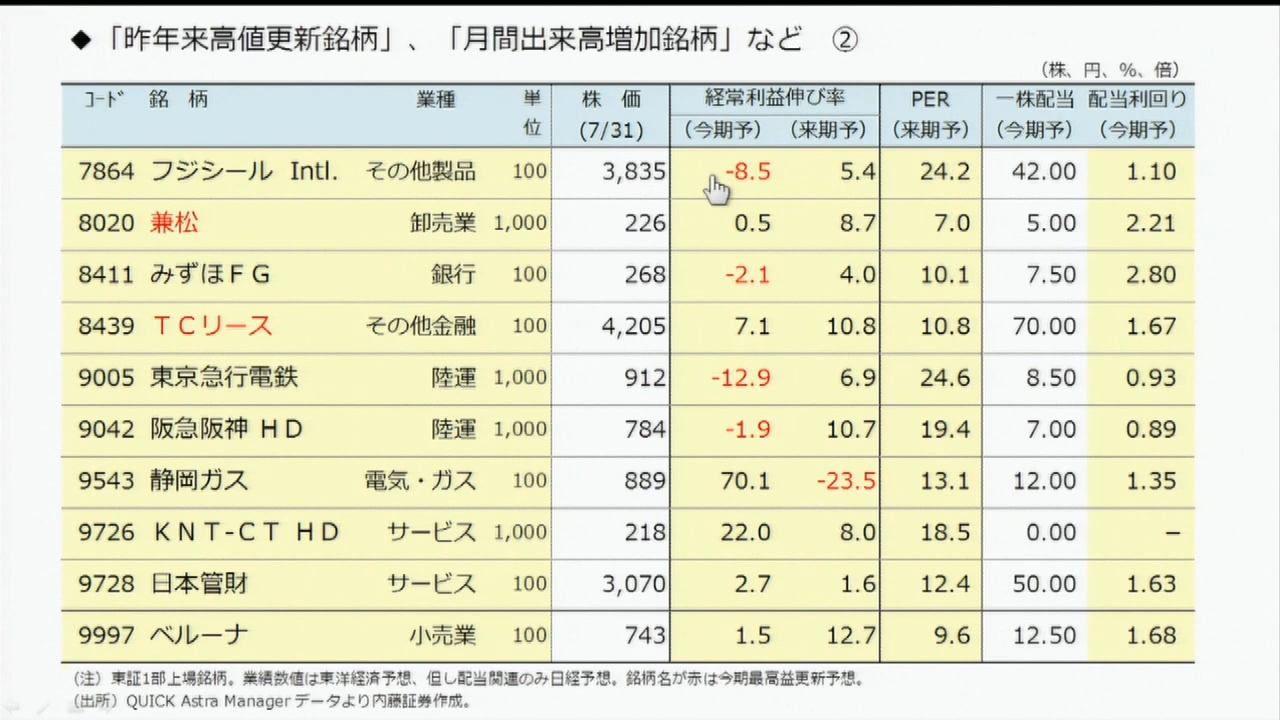 ◆「昨年来高値更新銘柄」、「月間出来高増加銘柄」など　②
（株、円、％、倍）
ｺｰﾄﾞ 銘 柄 業種 単位 株 価 (7/31) 経常利益伸び率 （今期予） （来期予） PER （来期予） 一株配当 （今期予） 配当利回り （今期予）
7864 フジシール Intl. その他製品 100 3,835 -8.5 5.4 24.2 42.00 1.10
8020 兼松 卸売業 1,000 226 0.5 8.7 7.0 5.00 2.21
8411 みずほＦＧ 銀行 100 268 -2.1 4.0 10.1 7.50 2.80
8439 ＴＣリース その他金融 100 4,205 7.1 10.8 10.8 70.00 1.67
9005 東京急行電鉄 陸運 1,000 912 -12.9 6.9 24.6 8.50 0.93
9042 阪急阪神ＨＤ 陸運 1,000 784 -1.9 10.7 19.4 7.00 0.89
9543 静岡ガス 電気・ガス 100 889 70.1 -23.5 13.1 12.00 1.35
9726 ＫＮＴ-ＣＴ ＨＤ サービス 1,000 218 22.0 8.0 18.5 0.00 –
9728 日本管財 サービス 100 3,070 2.7 1.6 12.4 50.00 1.63
9997 ベルーナ 小売業 100 743 1.5 12.7 9.6 12.50 1.68
（注）東証1部上場銘柄。業績数値は東洋経済予想、但し配当関連のみ日経予想。銘柄名が赤は今期最高益更新予想。
（出所）QUICK Astra Managerデータより内藤証券作成。